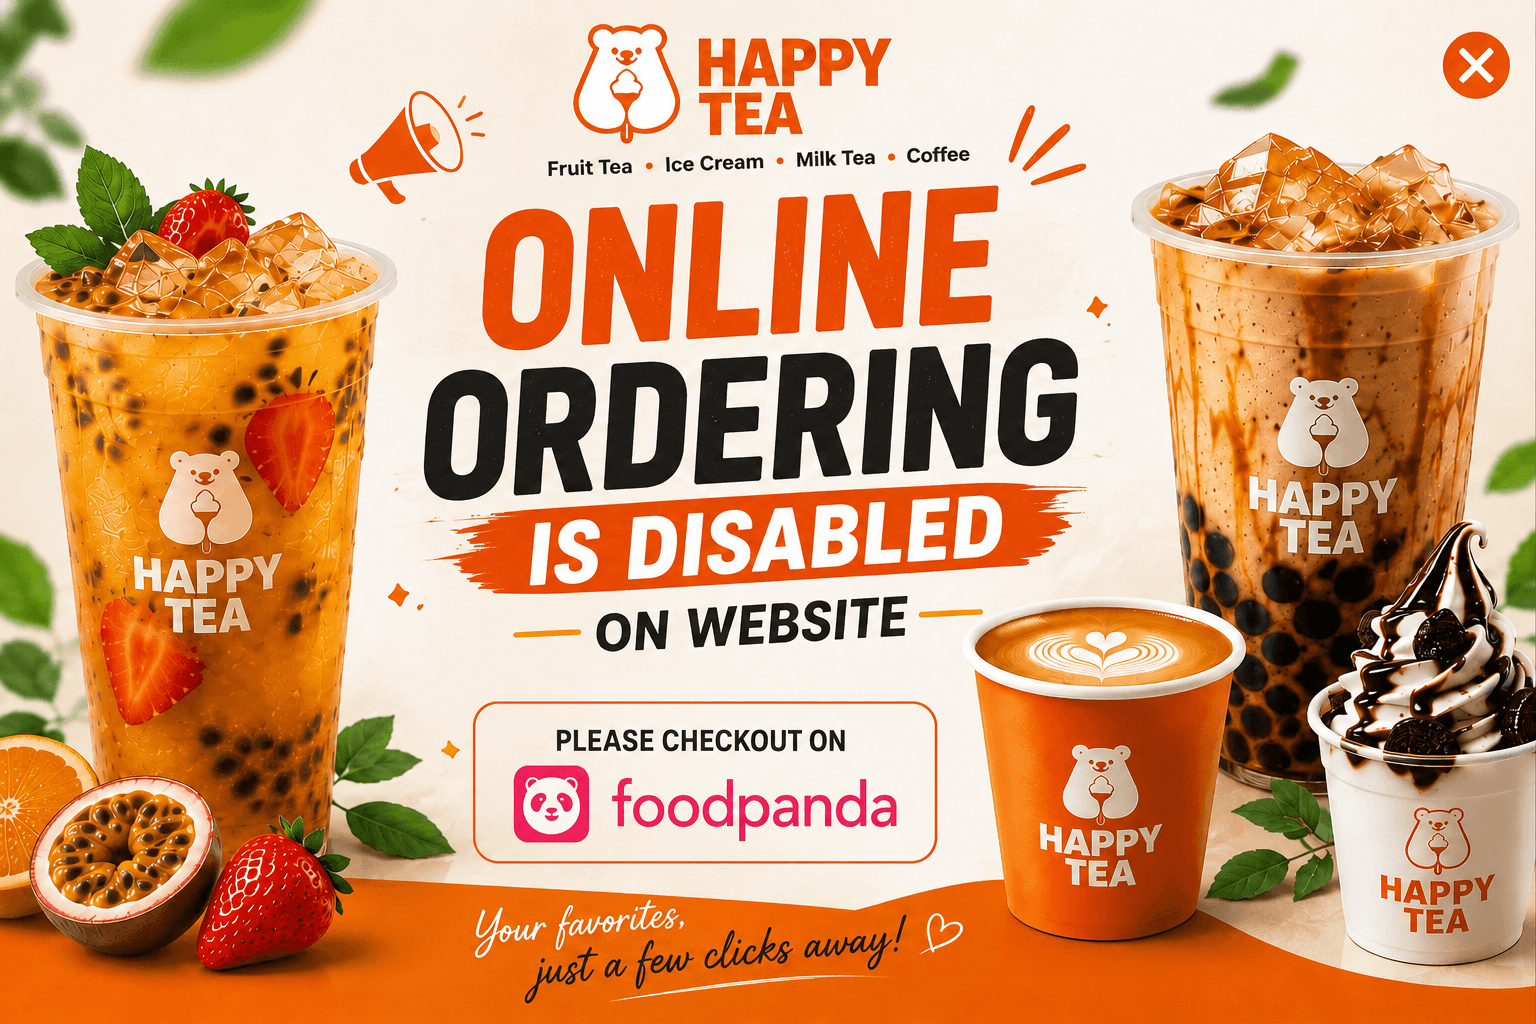 HAPPY
TEA
Fruit Tea • Ice Cream • Milk Tea • Coffee
ONLINE
ORDERING
IS DISABLED
ON WEBSITE
PLEASE CHECKOUT ON
foodpanda
Your favorites,
just a few clicks away!
HAPPY
TEA
HAPPY
TEA
HAPPY
TEA
HAPPY
TEA